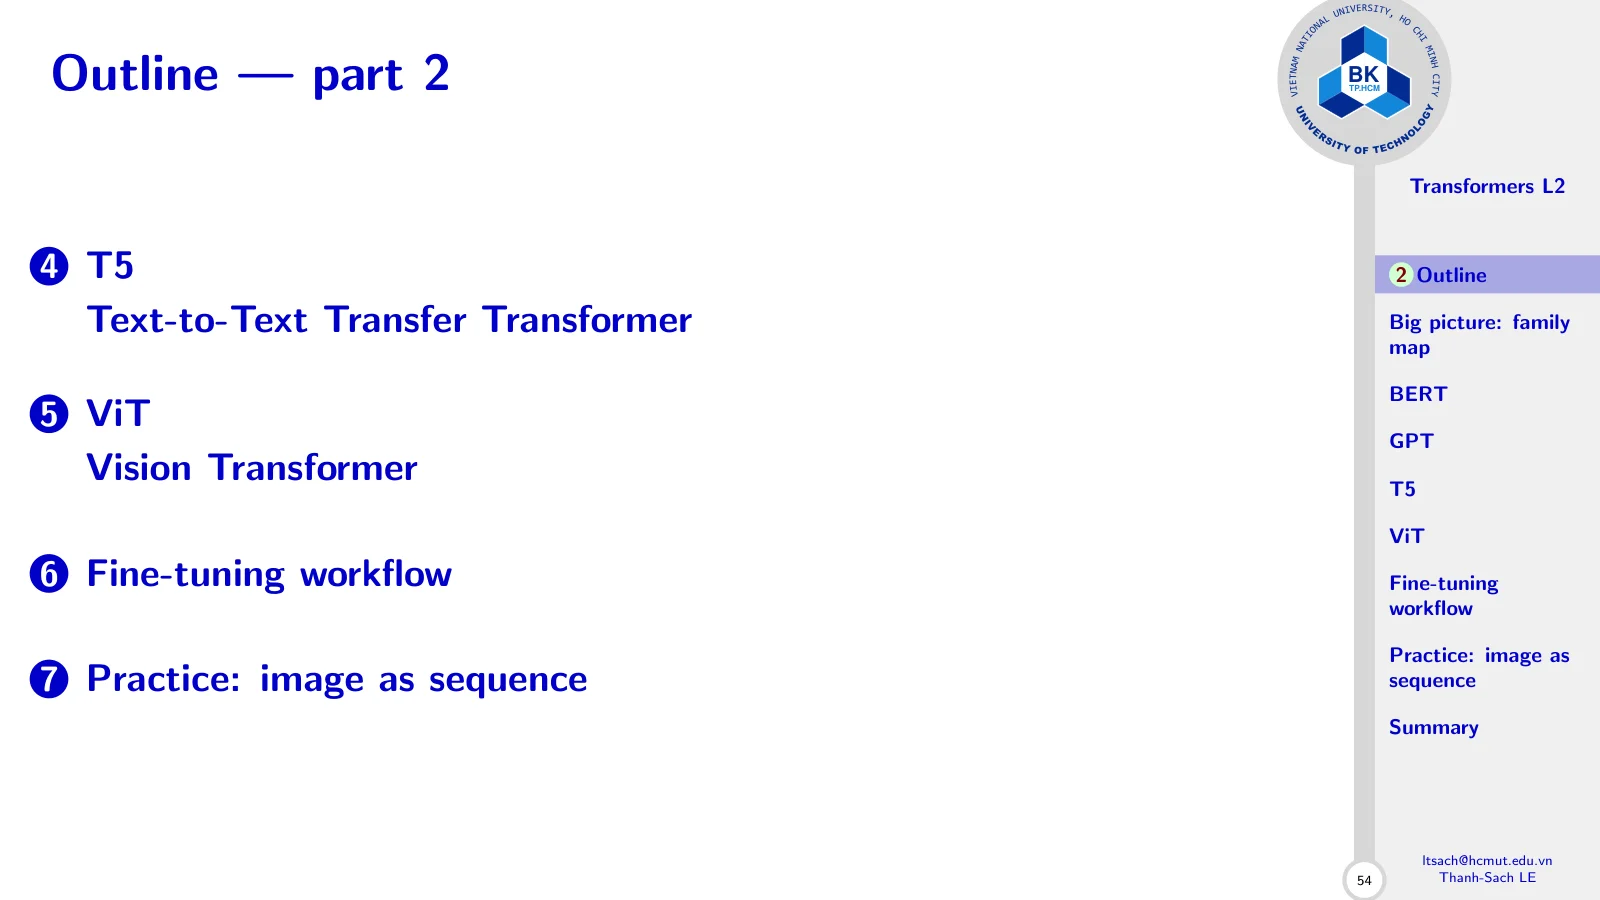 Outline — part 2
4 T5
Text-to-Text Transfer Transformer
5 ViT
Vision Transformer
6 Fine-tuning workflow
7 Practice: image as sequence
VIETNAM NATIONAL UNIVERSITY, HO CHI MINH CITY
BK
TP.HCM
UNIVERSITY OF TECHNOLOGY
Transformers L2
2 Outline
Big picture: family
map
BERT
GPT
T5
ViT
Fine-tuning
workflow
Practice: image as
sequence
Summary
ltsach@hcmut.edu.vn
Thanh-Sach LE
54